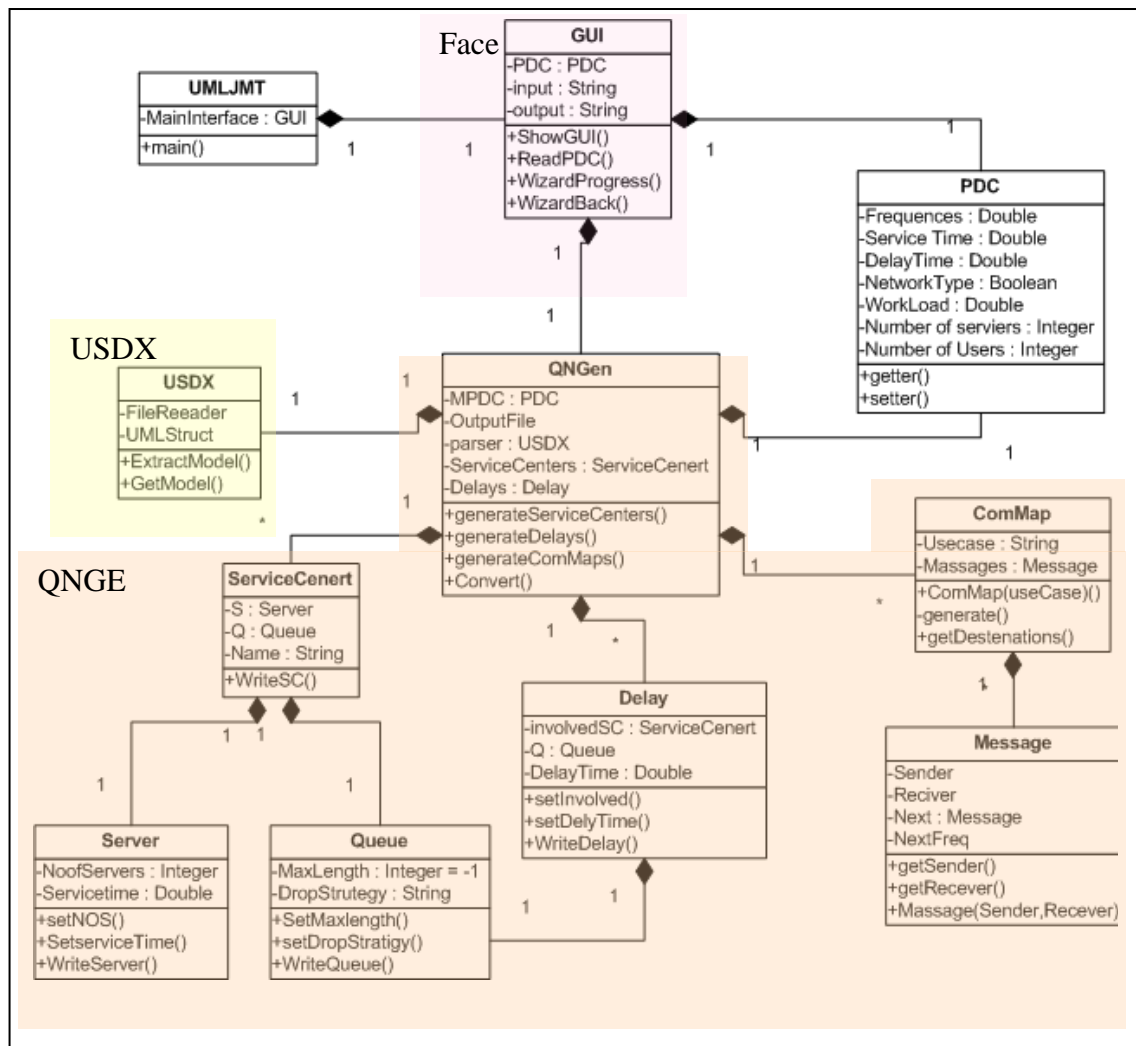 Face
GUI
-PDC : PDC
-input : String
-output : String
+ShowGUI()
+ReadPDC()
+WizardProgress()
+WizardBack()
UMLJMT
-MainInterface : GUI
+main()
1
1
1
1
1
1
PDC
-Frequences : Double
-Service Time : Double
-DelayTime : Double
-NetworkType : Boolean
-WorkLoad : Double
-Number of serviers : Integer
-Number of Users : Integer
+getter()
+setter()
USDX
USDX
-FileReeader
-UMLStruct
+ExtractModel()
+GetModel()
1
1
QNGen
-MPDC : PDC
-OutputFile
-parser : USDX
-ServiceCenters : ServiceCenert
-Delays : Delay
+generateServiceCenters()
+generateDelays()
+generateComMaps()
+Convert()
1
1
1
*
1
*
1
*
ComMap
-Usecase : String
-Massages : Message
+ComMap(useCase)()
-generate()
+getDestenations()
QNGE
ServiceCenert
-S : Server
-Q : Queue
-Name : String
+WriteSC()
1
1
1
1
Delay
-involvedSC : ServiceCenert
-Q : Queue
-DelayTime : Double
+setInvolved()
+setDelyTime()
+WriteDelay()
1
1
1
*
Message
-Sender
-Reciver
-Next : Message
-NextFreq
+getSender()
+getRecever()
+Massage(Sender,Recever)
Server
-NoofServers : Integer
-Servicetime : Double
+setNOS()
+SetserviceTime()
+WriteServer()
Queue
-MaxLength : Integer = -1
-DropStrutegy : String
+SetMaxlength()
+setDropStratigy()
+WriteQueue()